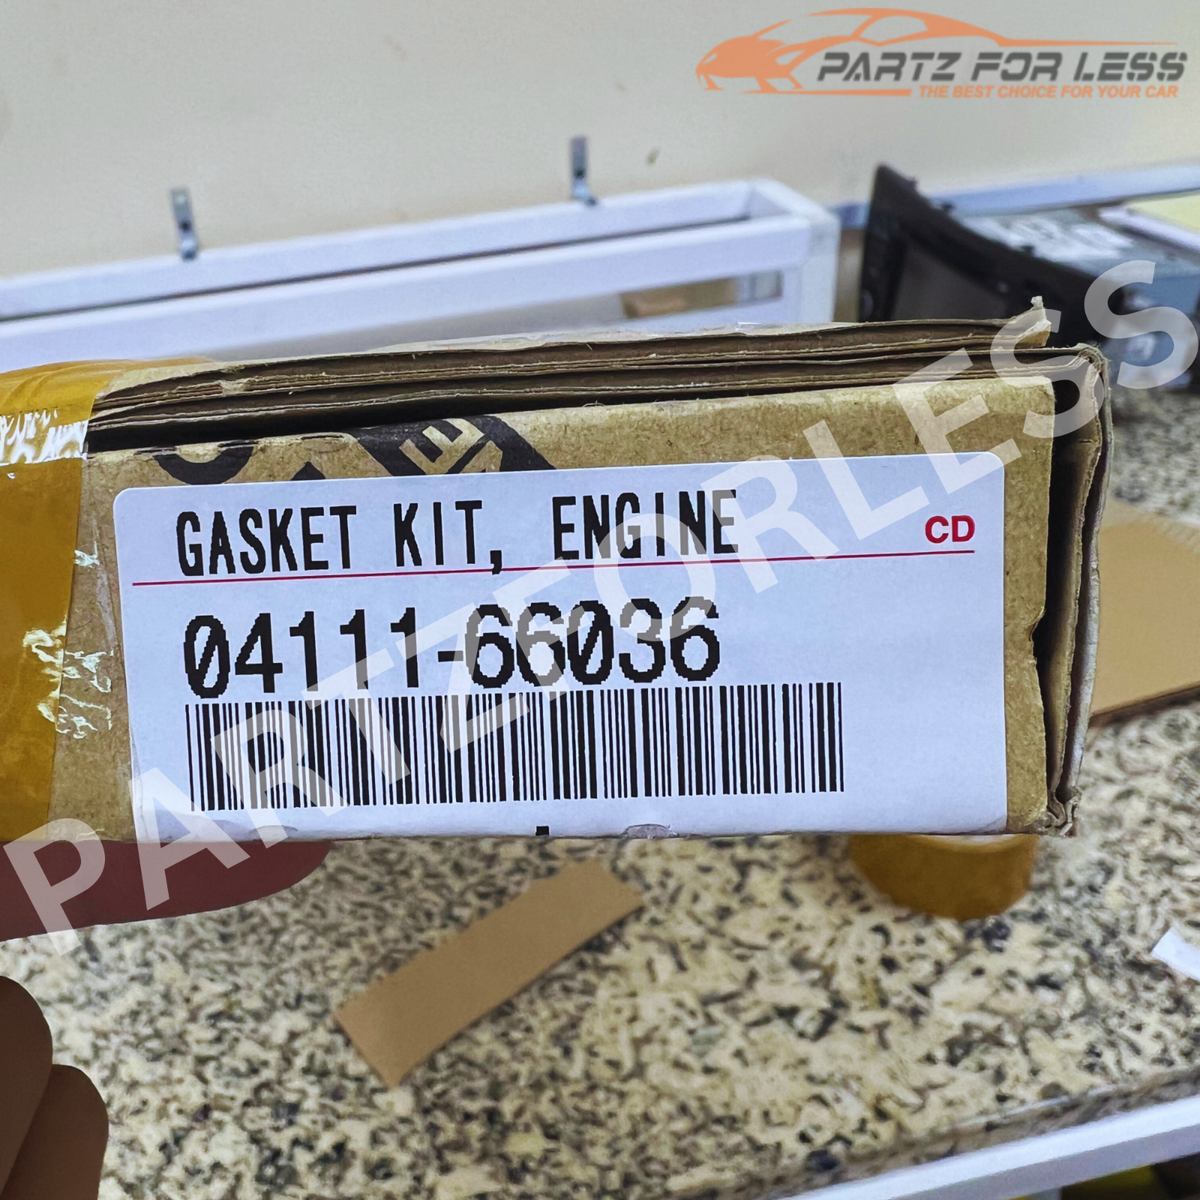 PARTZ FOR LESS
THE BEST CHOICE FOR YOUR CAR
GASKET KIT, ENGINE
CD
04111-66036
PARTZFORLESS